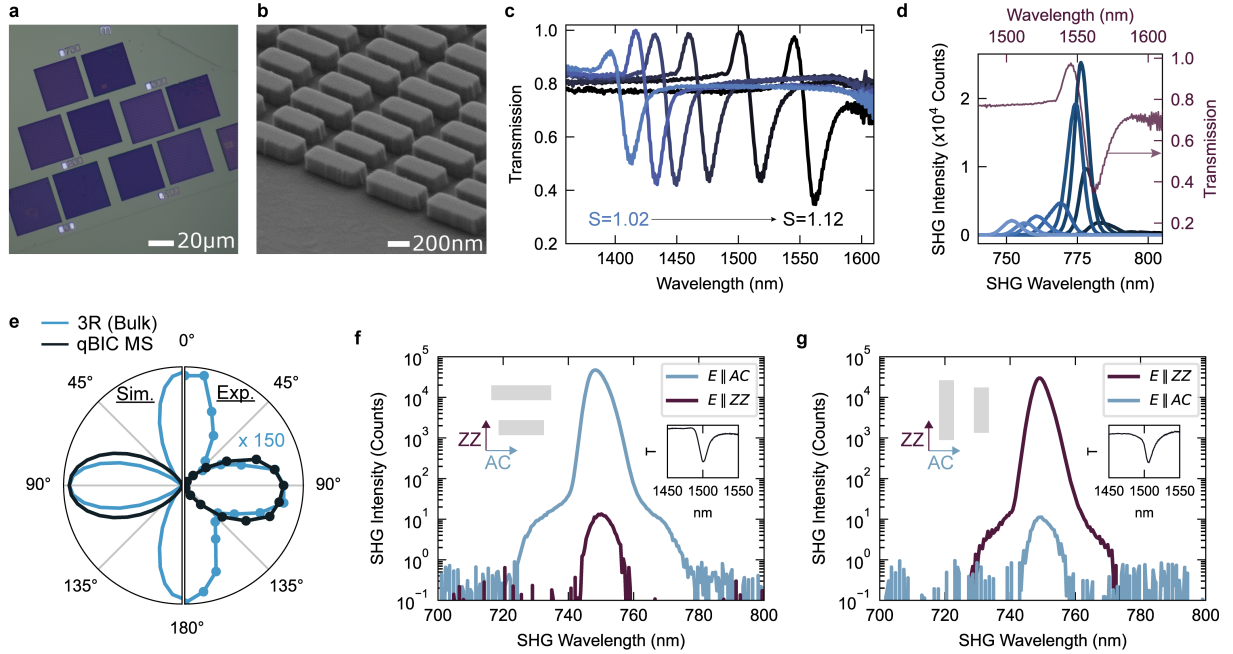 a
20μm
b
200nm
c
1.0
0.8
0.6
0.4
0.2
Transmission
S=1.02
S=1.12
1400
1450
1500
1550
1600
Wavelength (nm)
d
Wavelength (nm)
1500
1550
1600
2
1
0
SHG Intensity (x10⁴ Counts)
1.0
0.8
0.6
0.4
0.2
Transmission
750
775
800
SHG Wavelength (nm)
e
3R (Bulk)
qBIC MS
0°
45°
Sim.
Exp.
45°
x 150
90°
90°
135°
135°
180°
f
10⁵
10⁴
10³
10²
10¹
10⁰
10⁻¹
SHG Intensity (Counts)
E ∥ AC
E ∥ ZZ
ZZ
AC
T
1450
1500
1550
nm
700
720
740
760
780
800
SHG Wavelength (nm)
g
10⁵
10⁴
10³
10²
10¹
10⁰
10⁻¹
SHG Intensity (Counts)
E ∥ ZZ
E ∥ AC
ZZ
AC
T
1450
1500
1550
nm
700
720
740
760
780
800
SHG Wavelength (nm)